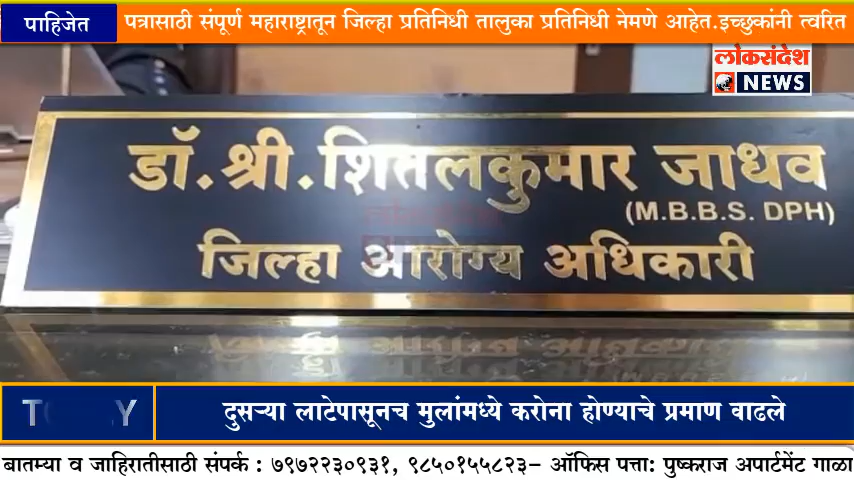 पाहिजेत
पत्रासाठी संपूर्ण महाराष्ट्रातून जिल्हा प्रतिनिधी तालुका प्रतिनिधी नेमणे आहेत.इच्छुकांनी त्वरित
लोकसंदेश
NEWS
डॉ.श्री.शितलकुमार जाधव
(M.B.B.S. DPH)
जिल्हा आरोग्य अधिकारी
दुसऱ्या लाटेपासूनच मुलांमध्ये करोना होण्याचे प्रमाण वाढले
बातम्या व जाहिरातीसाठी संपर्क : ७९७२२३०९३१, ९८५०१५५८२३– ऑफिस पत्ता: पुष्कराज अपार्टमेंट गाळा